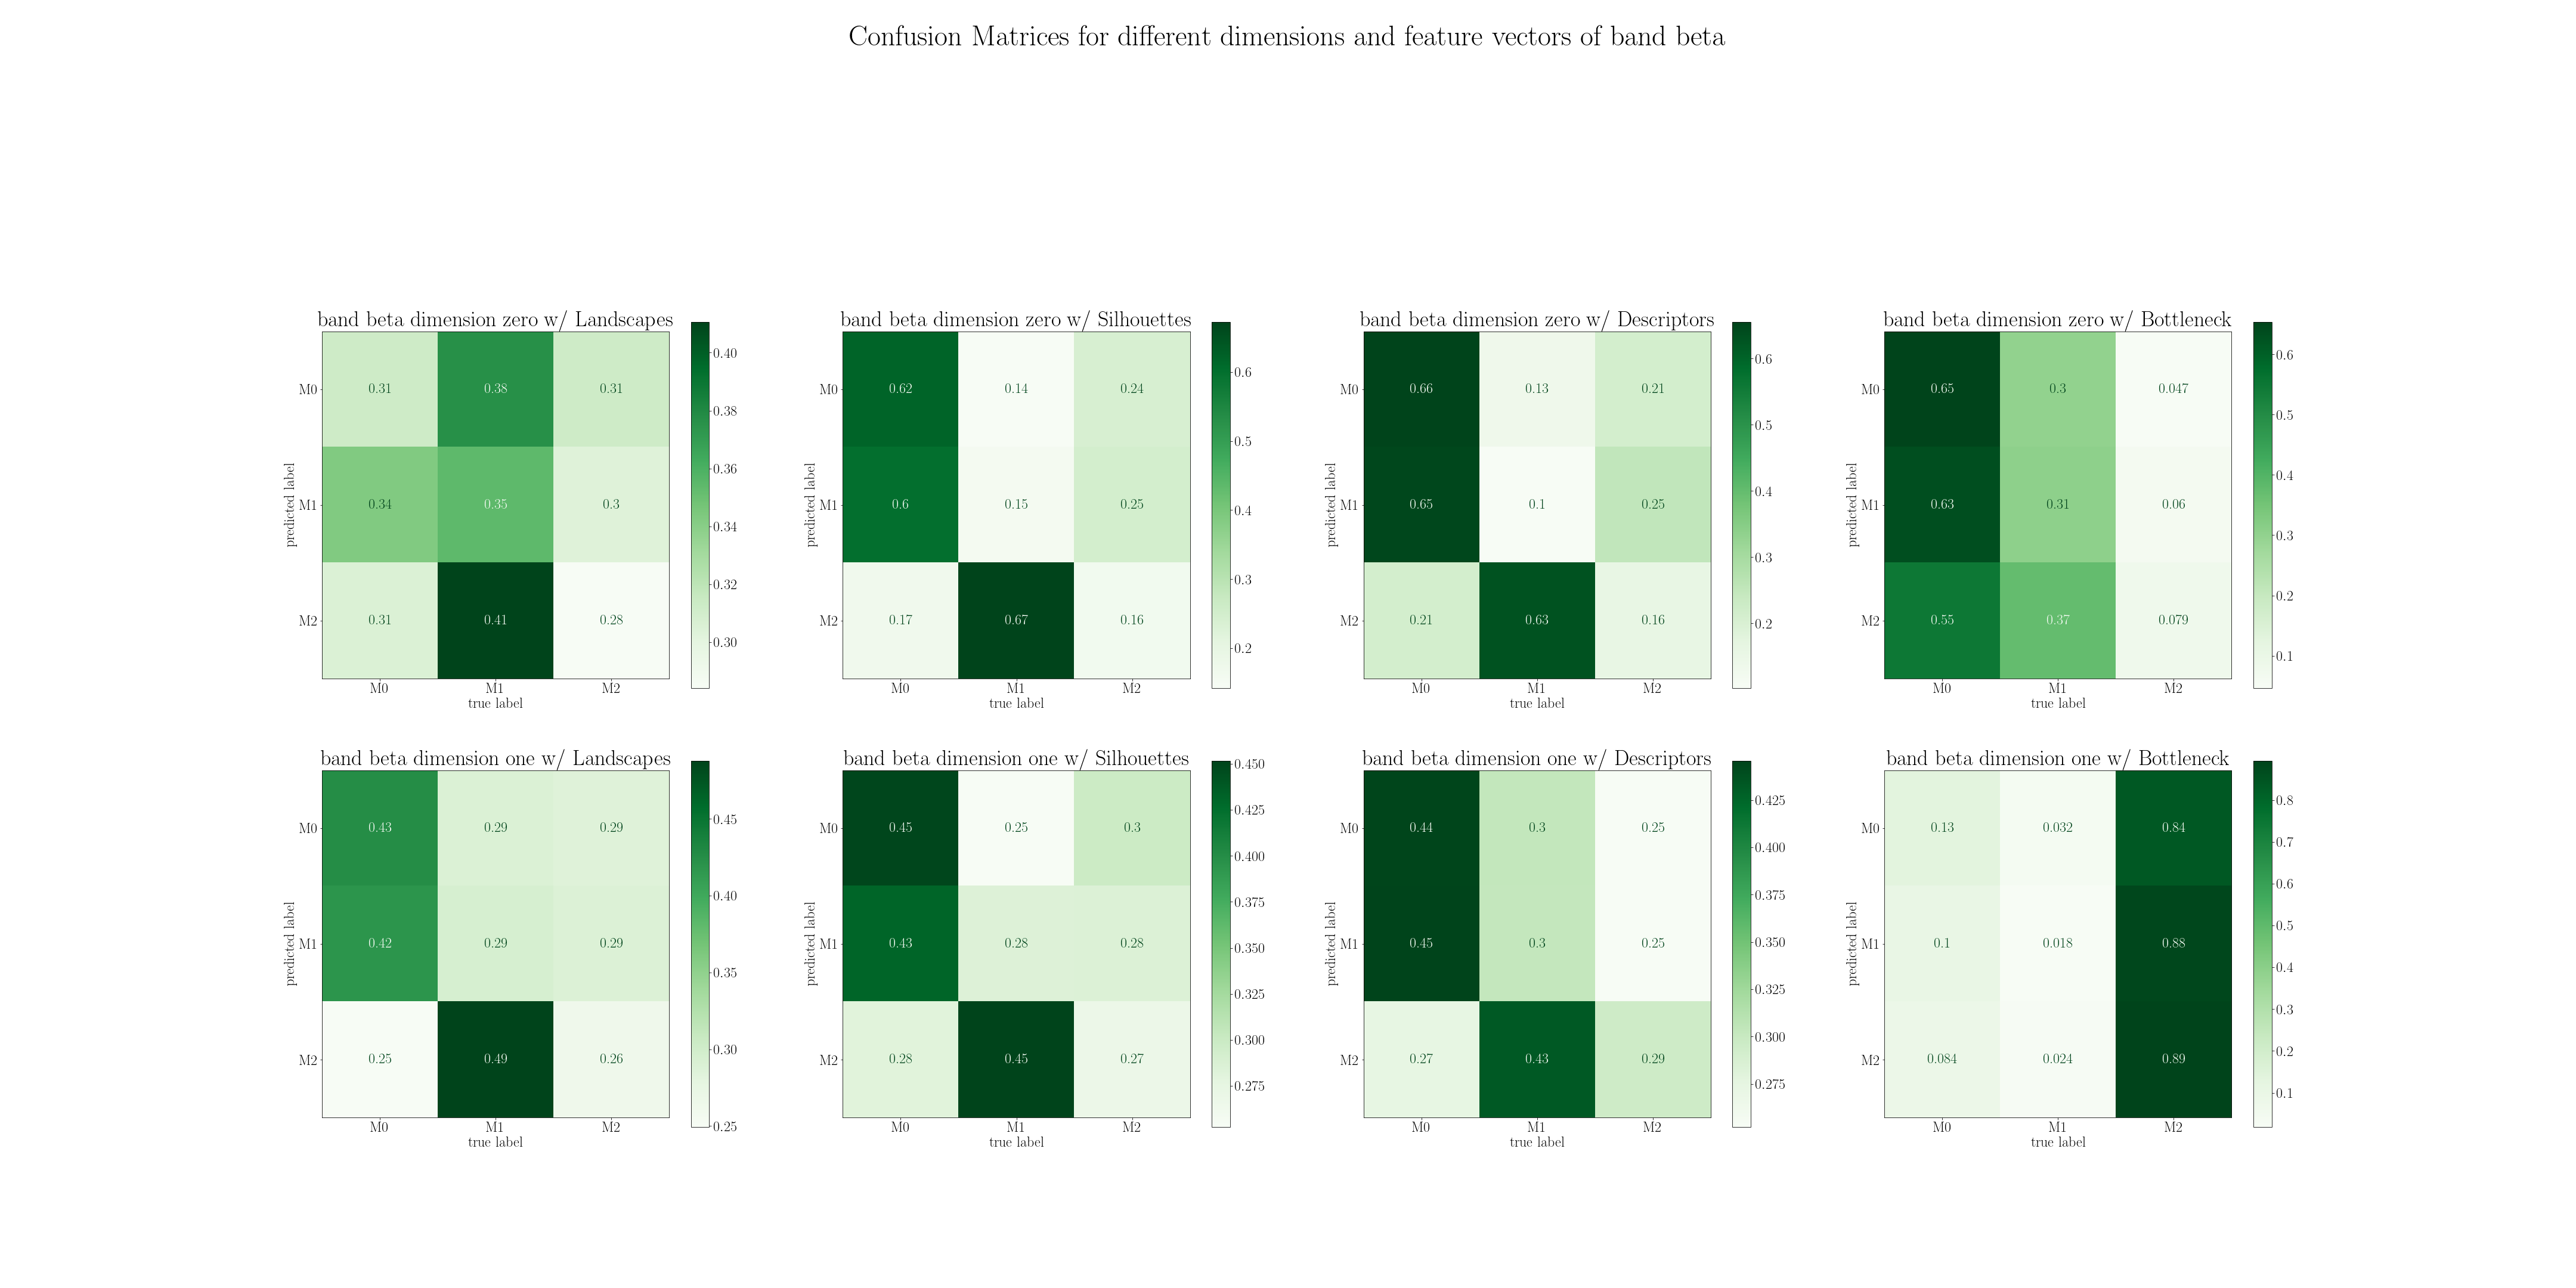 Confusion Matrices for different dimensions and feature vectors of band beta
band beta dimension zero w/ Landscapes
predicted label
M0 0.31 0.38 0.31
M1 0.34 0.35 0.3
M2 0.31 0.41 0.28
M0 M1 M2
true label
0.40
0.38
0.36
0.34
0.32
0.30
band beta dimension zero w/ Silhouettes
predicted label
M0 0.62 0.14 0.24
M1 0.6 0.15 0.25
M2 0.17 0.67 0.16
M0 M1 M2
true label
0.6
0.5
0.4
0.3
0.2
band beta dimension zero w/ Descriptors
predicted label
M0 0.66 0.13 0.21
M1 0.65 0.1 0.25
M2 0.21 0.63 0.16
M0 M1 M2
true label
0.6
0.5
0.4
0.3
0.2
band beta dimension zero w/ Bottleneck
predicted label
M0 0.65 0.3 0.047
M1 0.63 0.31 0.06
M2 0.55 0.37 0.079
M0 M1 M2
true label
0.6
0.5
0.4
0.3
0.2
0.1
band beta dimension one w/ Landscapes
predicted label
M0 0.43 0.29 0.29
M1 0.42 0.29 0.29
M2 0.25 0.49 0.26
M0 M1 M2
true label
0.45
0.40
0.35
0.30
0.25
band beta dimension one w/ Silhouettes
predicted label
M0 0.45 0.25 0.3
M1 0.43 0.28 0.28
M2 0.28 0.45 0.27
M0 M1 M2
true label
0.450
0.425
0.400
0.375
0.350
0.325
0.300
0.275
band beta dimension one w/ Descriptors
predicted label
M0 0.44 0.3 0.25
M1 0.45 0.3 0.25
M2 0.27 0.43 0.29
M0 M1 M2
true label
0.425
0.400
0.375
0.350
0.325
0.300
0.275
band beta dimension one w/ Bottleneck
predicted label
M0 0.13 0.032 0.84
M1 0.1 0.018 0.88
M2 0.084 0.024 0.89
M0 M1 M2
true label
0.8
0.7
0.6
0.5
0.4
0.3
0.2
0.1